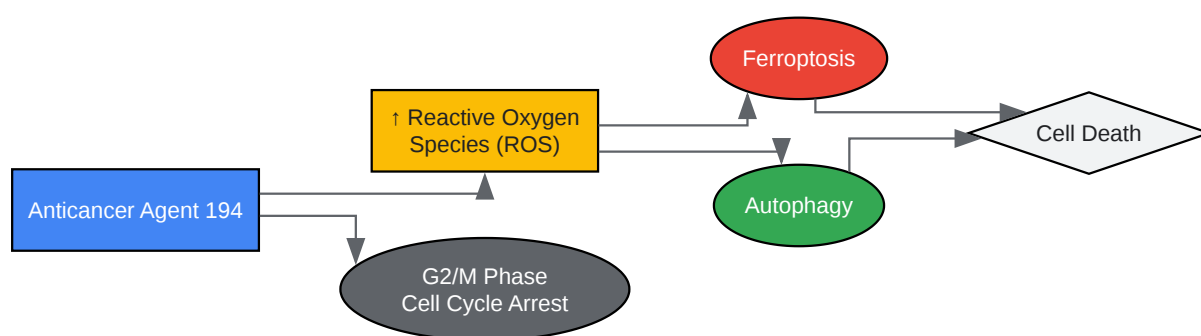 Anticancer Agent 194
↑ Reactive Oxygen
Species (ROS)
G2/M Phase
Cell Cycle Arrest
Ferroptosis
Autophagy
Cell Death